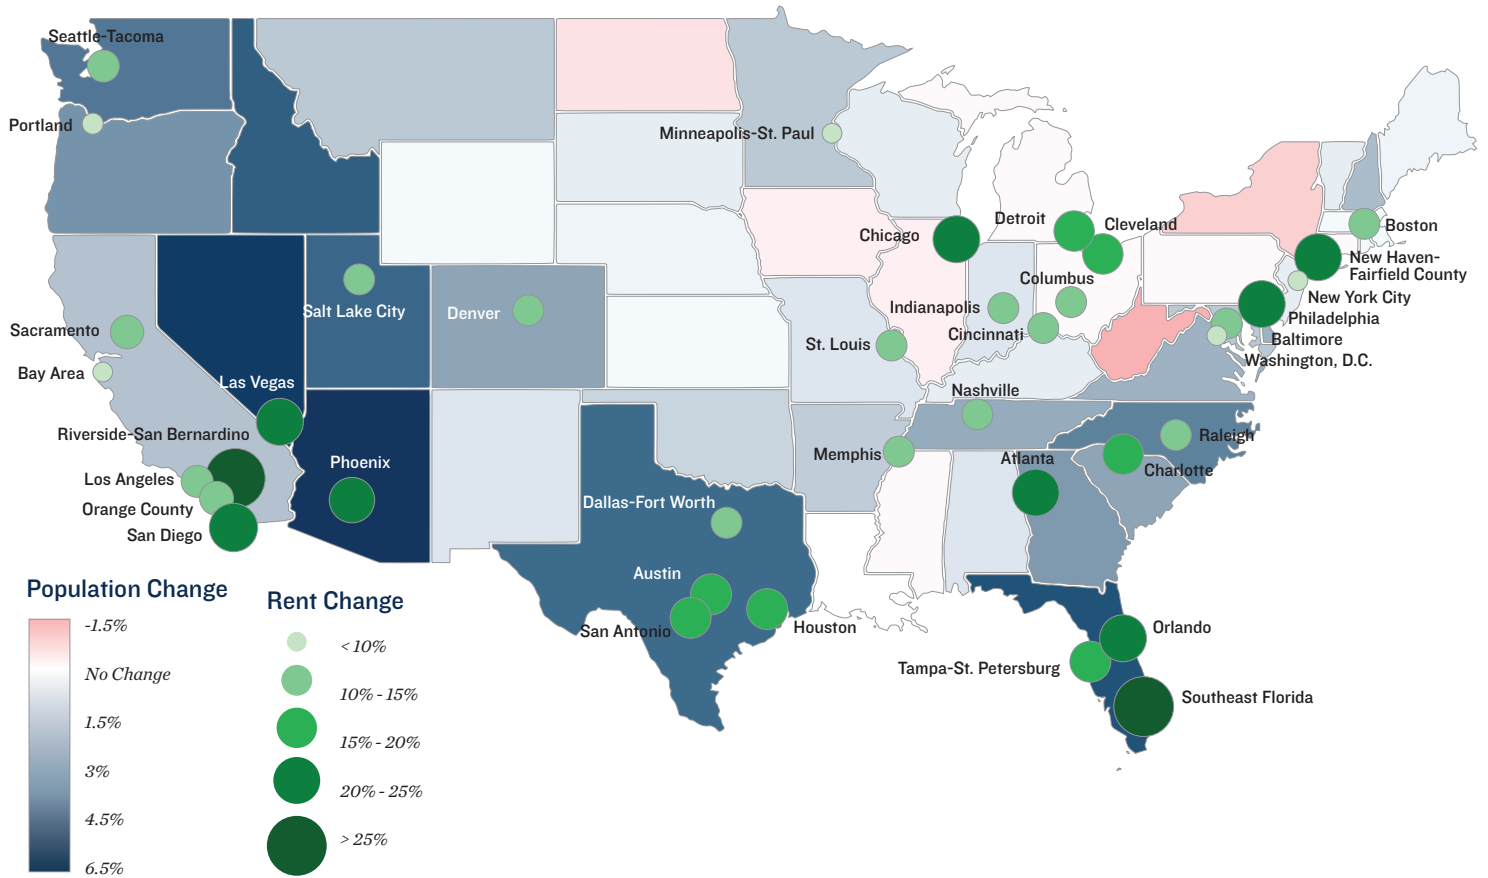 Seattle-Tacoma
Portland
Minneapolis-St. Paul
Detroit
Cleveland
Chicago
Boston
New Haven-
Fairfield County
Columbus
New York City
Salt Lake City
Denver
Indianapolis
Philadelphia
Sacramento
Cincinnati
Baltimore
St. Louis
Washington, D.C.
Bay Area
Las Vegas
Nashville
Riverside-San Bernardino
Raleigh
Memphis
Phoenix
Atlanta
Charlotte
Los Angeles
Orange County
Dallas-Fort Worth
San Diego
Austin
San Antonio
Houston
Orlando
Tampa-St. Petersburg
Southeast Florida
Population Change
-1.5%
No Change
1.5%
3%
4.5%
6.5%
Rent Change
< 10%
10% - 15%
15% - 20%
20% - 25%
> 25%